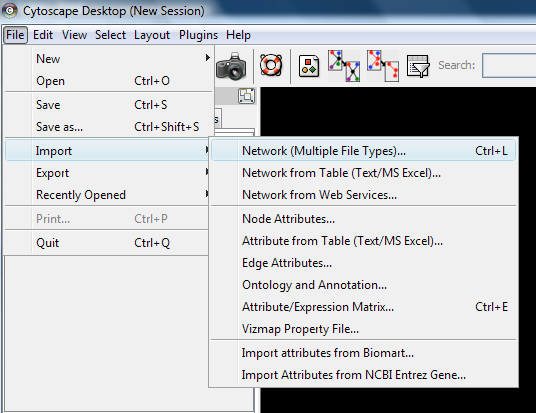 Cytoscape Desktop (New Session)
File Edit View Select Layout Plugins Help
New
Open Ctrl+O
Search:
Save Ctrl+S
Save as... Ctrl+Shift+S
Import
Export
Recently Opened
Print... Ctrl+P
Quit Ctrl+Q
Network (Multiple File Types)... Ctrl+L
Network from Table (Text/MS Excel)...
Network from Web Services...
Node Attributes...
Attribute from Table (Text/MS Excel)...
Edge Attributes...
Ontology and Annotation...
Attribute/Expression Matrix... Ctrl+E
Vizmap Property File...
Import attributes from Biomart...
Import Attributes from NCBI Entrez Gene...